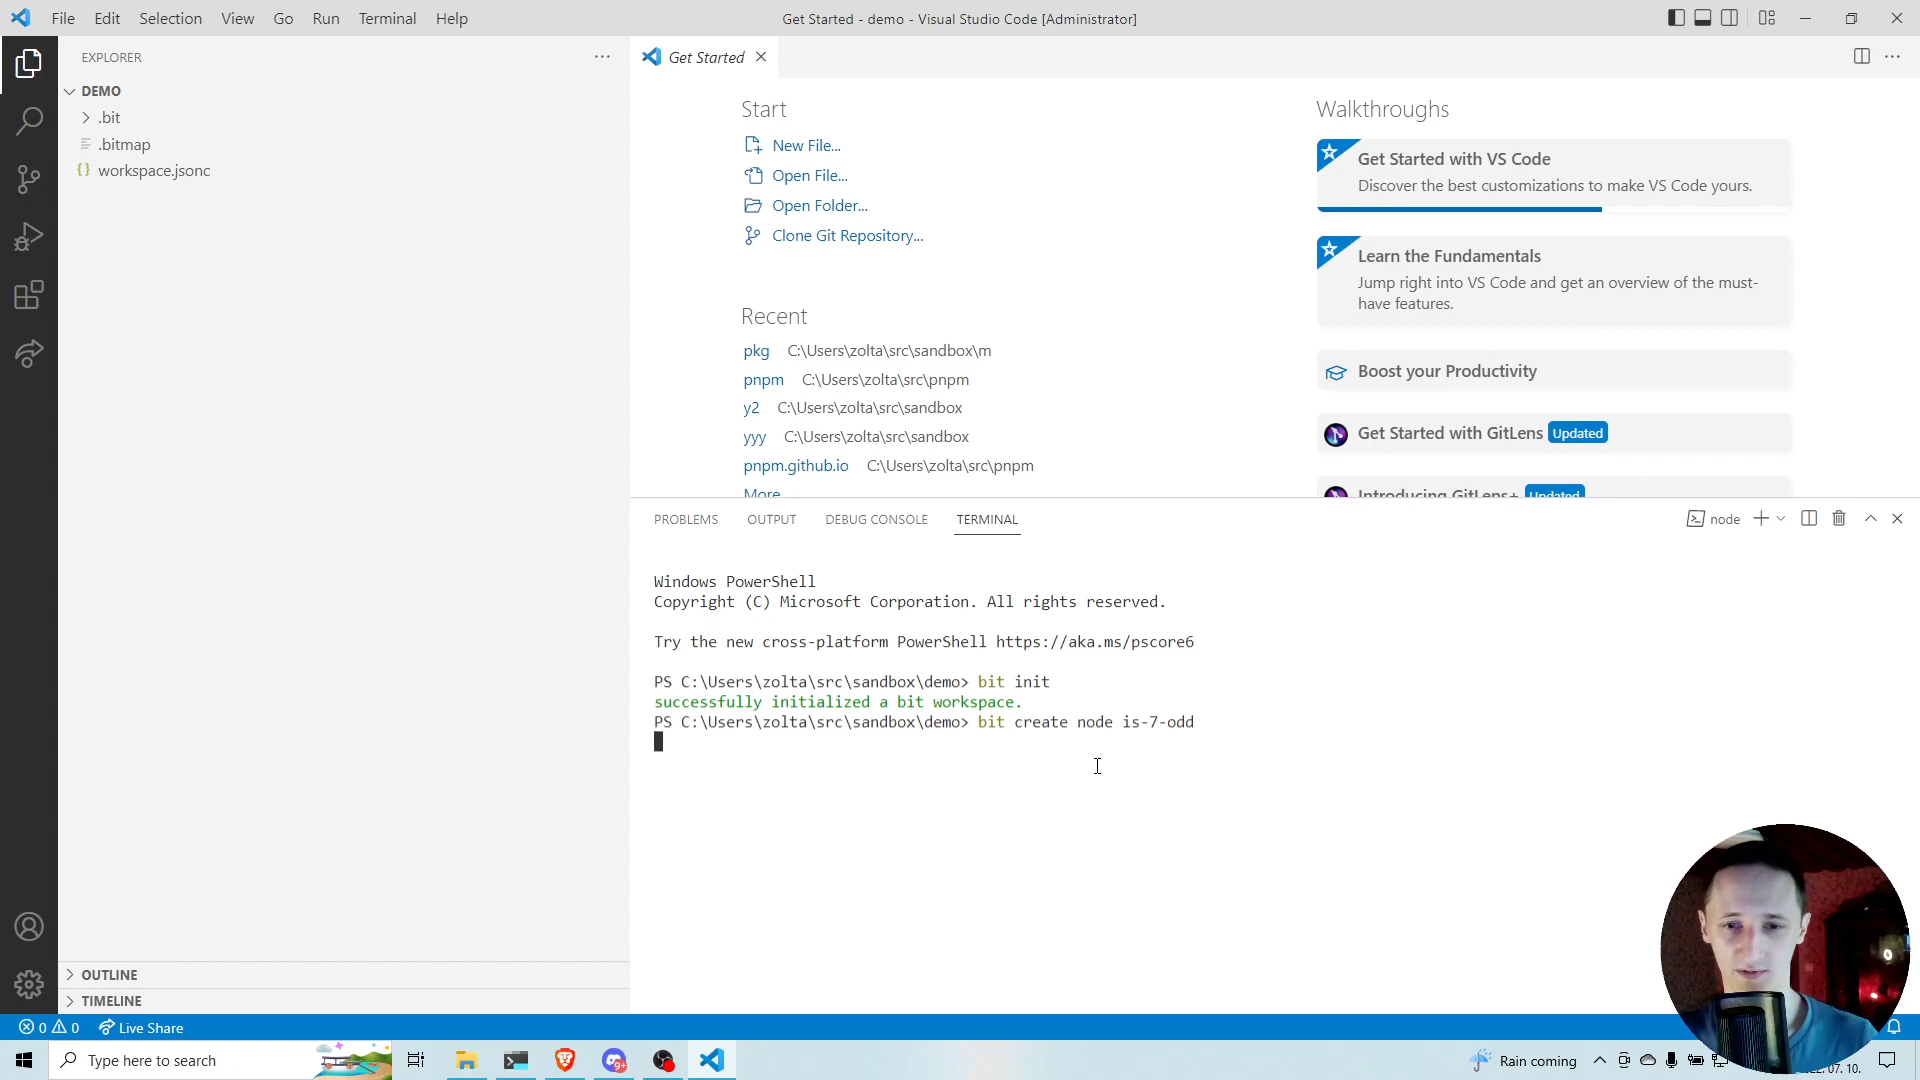 File Edit Selection View Go Run Terminal Help
Get Started - demo - Visual Studio Code [Administrator]
EXPLORER
DEMO
.bit
.bitmap
workspace.jsonc
OUTLINE
TIMELINE
Get Started
Start
New File...
Open File...
Open Folder...
Clone Git Repository...
Recent
pkg C:\Users\zolta\src\sandbox\m
pnpm C:\Users\zolta\src\pnpm
y2 C:\Users\zolta\src\sandbox
yyy C:\Users\zolta\src\sandbox
pnpm.github.io C:\Users\zolta\src\pnpm
More...
Walkthroughs
Get Started with VS Code
Discover the best customizations to make VS Code yours.
Learn the Fundamentals
Jump right into VS Code and get an overview of the must-
have features.
Boost your Productivity
Get Started with GitLens Updated
Introducing GitLens+ Updated
PROBLEMS OUTPUT DEBUG CONSOLE TERMINAL
node
Windows PowerShell
Copyright (C) Microsoft Corporation. All rights reserved.
Try the new cross-platform PowerShell https://aka.ms/pscore6
PS C:\Users\zolta\src\sandbox\demo> bit init
successfully initialized a bit workspace.
PS C:\Users\zolta\src\sandbox\demo> bit create node is-7-odd
0 0 Live Share
Type here to search
9+
Rain coming
07. 10.